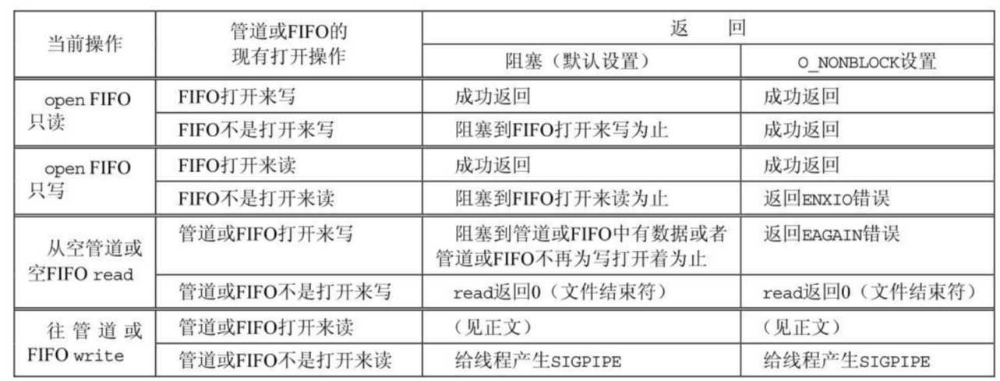 当前操作
管道或FIFO的
现有打开操作
返 回
阻塞（默认设置）
O_NONBLOCK设置
open FIFO
只读
FIFO打开来写
成功返回
成功返回
FIFO不是打开来写
阻塞到FIFO打开来写为止
成功返回
open FIFO
只写
FIFO打开来读
成功返回
成功返回
FIFO不是打开来读
阻塞到FIFO打开来读为止
返回ENXIO错误
从空管道或
空FIFO read
管道或FIFO打开来写
阻塞到管道或FIFO中有数据或者
管道或FIFO不再为写打开着为止
返回EAGAIN错误
管道或FIFO不是打开来写
read返回0（文件结束符）
read返回0（文件结束符）
往管道或
FIFO write
管道或FIFO打开来读
（见正文）
（见正文）
管道或FIFO不是打开来读
给线程产生SIGPIPE
给线程产生SIGPIPE